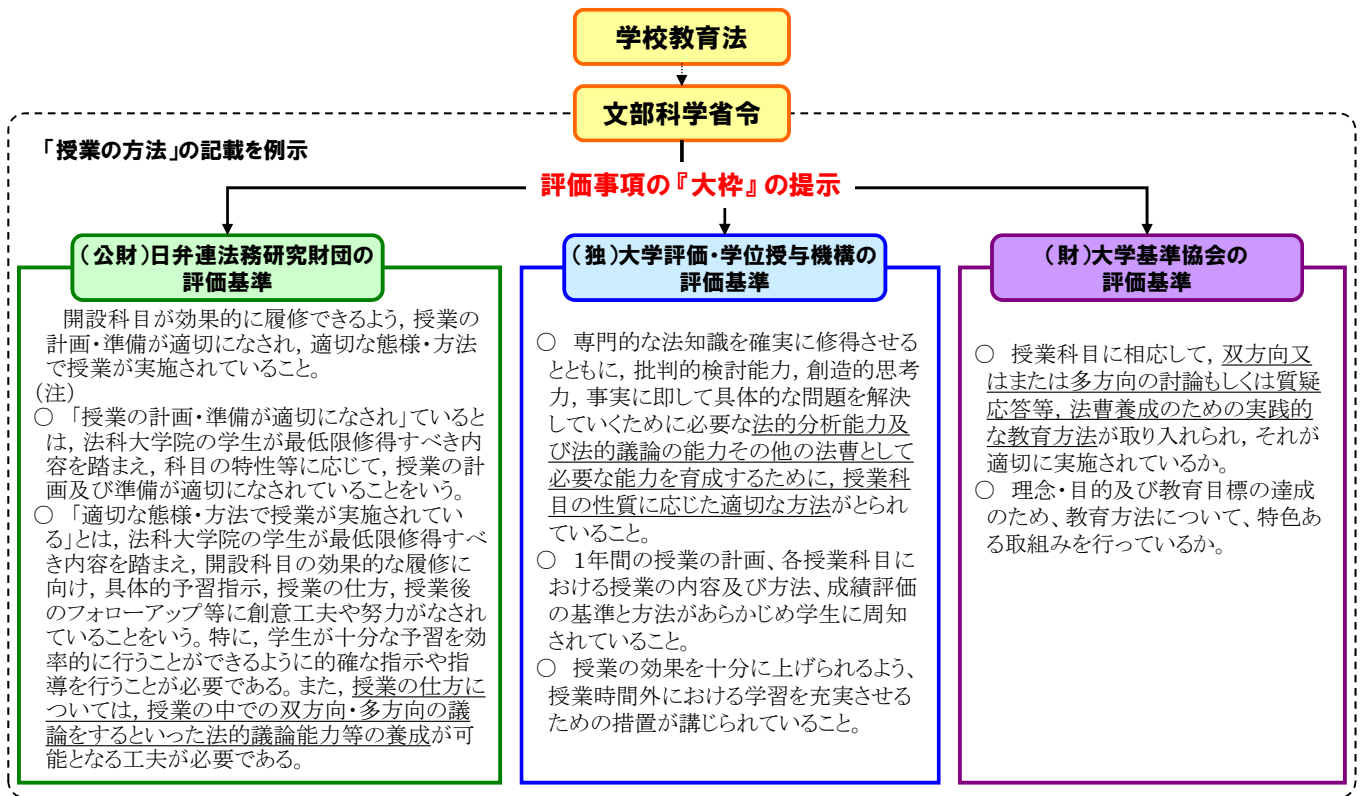 学校教育法
文部科学省令
「授業の方法」の記載を例示
評価事項の『大枠』の提示
(公財)日弁連法務研究財団の
評価基準
開設科目が効果的に履修できるよう,授業の
計画・準備が適切になされ,適切な態様・方法
で授業が実施されていること。
(注)
○ 「授業の計画・準備が適切になされ」ていると
は,法科大学院の学生が最低限修得すべき内
容を踏まえ,科目の特性等に応じて,授業の計
画及び準備が適切になされていることをいう。
○ 「適切な態様・方法で授業が実施されてい
る」とは,法科大学院の学生が最低限修得すべ
き内容を踏まえ,開設科目の効果的な履修に
向け,具体的予習指示,授業の仕方,授業後
のフォローアップ等に創意工夫や努力がなされ
ていることをいう。特に,学生が十分な予習を効
率的に行うことができるように的確な指示や指
導を行うことが必要である。また,授業の仕方に
ついては,授業の中での双方向・多方向の議
論をするといった法的議論能力等の養成が可
能となる工夫が必要である。
(独)大学評価・学位授与機構の
評価基準
○ 専門的な法知識を確実に修得させる
とともに,批判的検討能力,創造的思考
力,事実に即して具体的な問題を解決
していくために必要な法的分析能力及
び法的議論の能力その他の法曹として
必要な能力を育成するために,授業科
目の性質に応じた適切な方法がとられ
ていること。
○ 1年間の授業の計画、各授業科目に
おける授業の内容及び方法、成績評価
の基準と方法があらかじめ学生に周知
されていること。
○ 授業の効果を十分に上げられるよう、
授業時間外における学習を充実させる
ための措置が講じられていること。
(財)大学基準協会の
評価基準
○ 授業科目に相応して,双方向又
はまたは多方向の討論もしくは質疑
応答等,法曹養成のための実践的
な教育方法が取り入れられ,それが
適切に実施されているか。
○ 理念・目的及び教育目標の達成
のため、教育方法について、特色あ
る取組みを行っているか。